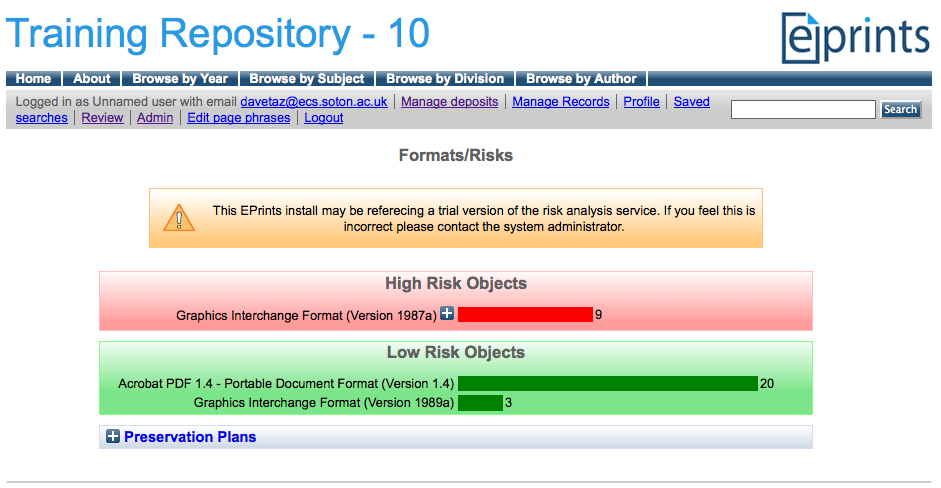 Training Repository - 10
eprints
Home About Browse by Year Browse by Subject Browse by Division Browse by Author
Logged in as Unnamed user with email davetaz@ecs.soton.ac.uk | Manage deposits | Manage Records | Profile | Saved
searches | Review | Admin | Edit page phrases | Logout
Search
Formats/Risks
This EPrints install may be referecing a trial version of the risk analysis service. If you feel this is
incorrect please contact the system administrator.
High Risk Objects
Graphics Interchange Format (Version 1987a) + 9
Low Risk Objects
Acrobat PDF 1.4 - Portable Document Format (Version 1.4) 20
Graphics Interchange Format (Version 1989a) 3
+ Preservation Plans